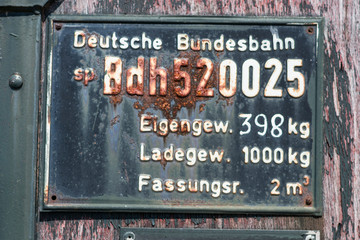 Deutsche Bundesbahn
sp Bdh520025
Eigengew. 398 kg
Ladegew. 1000 kg
Fassungsr. 2 m³